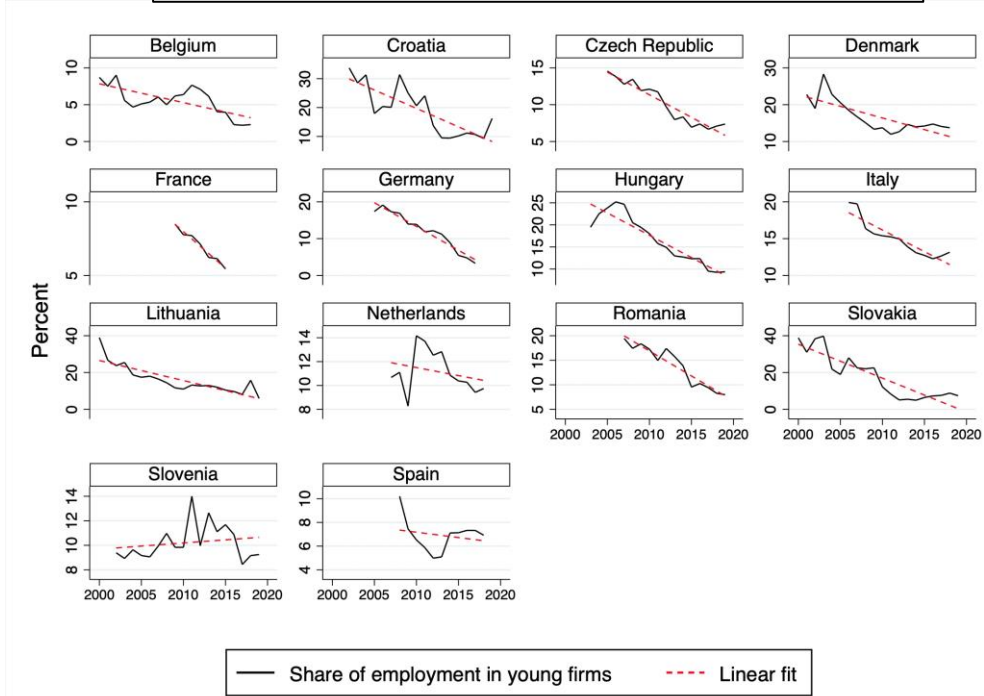 Belgium
10
5
0
Croatia
30
20
10
Czech Republic
15
10
5
Denmark
30
20
10
France
10
5
Germany
20
10
0
Hungary
25
20
15
10
Italy
20
15
10
Percent
Lithuania
40
20
0
Netherlands
14
12
10
8
Romania
20
15
10
5
2000 2005 2010 2015 2020
Slovakia
40
20
0
2000 2005 2010 2015 2020
Slovenia
14
12
10
8
2000 2005 2010 2015 2020
Spain
10
8
6
4
2000 2005 2010 2015 2020
Share of employment in young firms
Linear fit